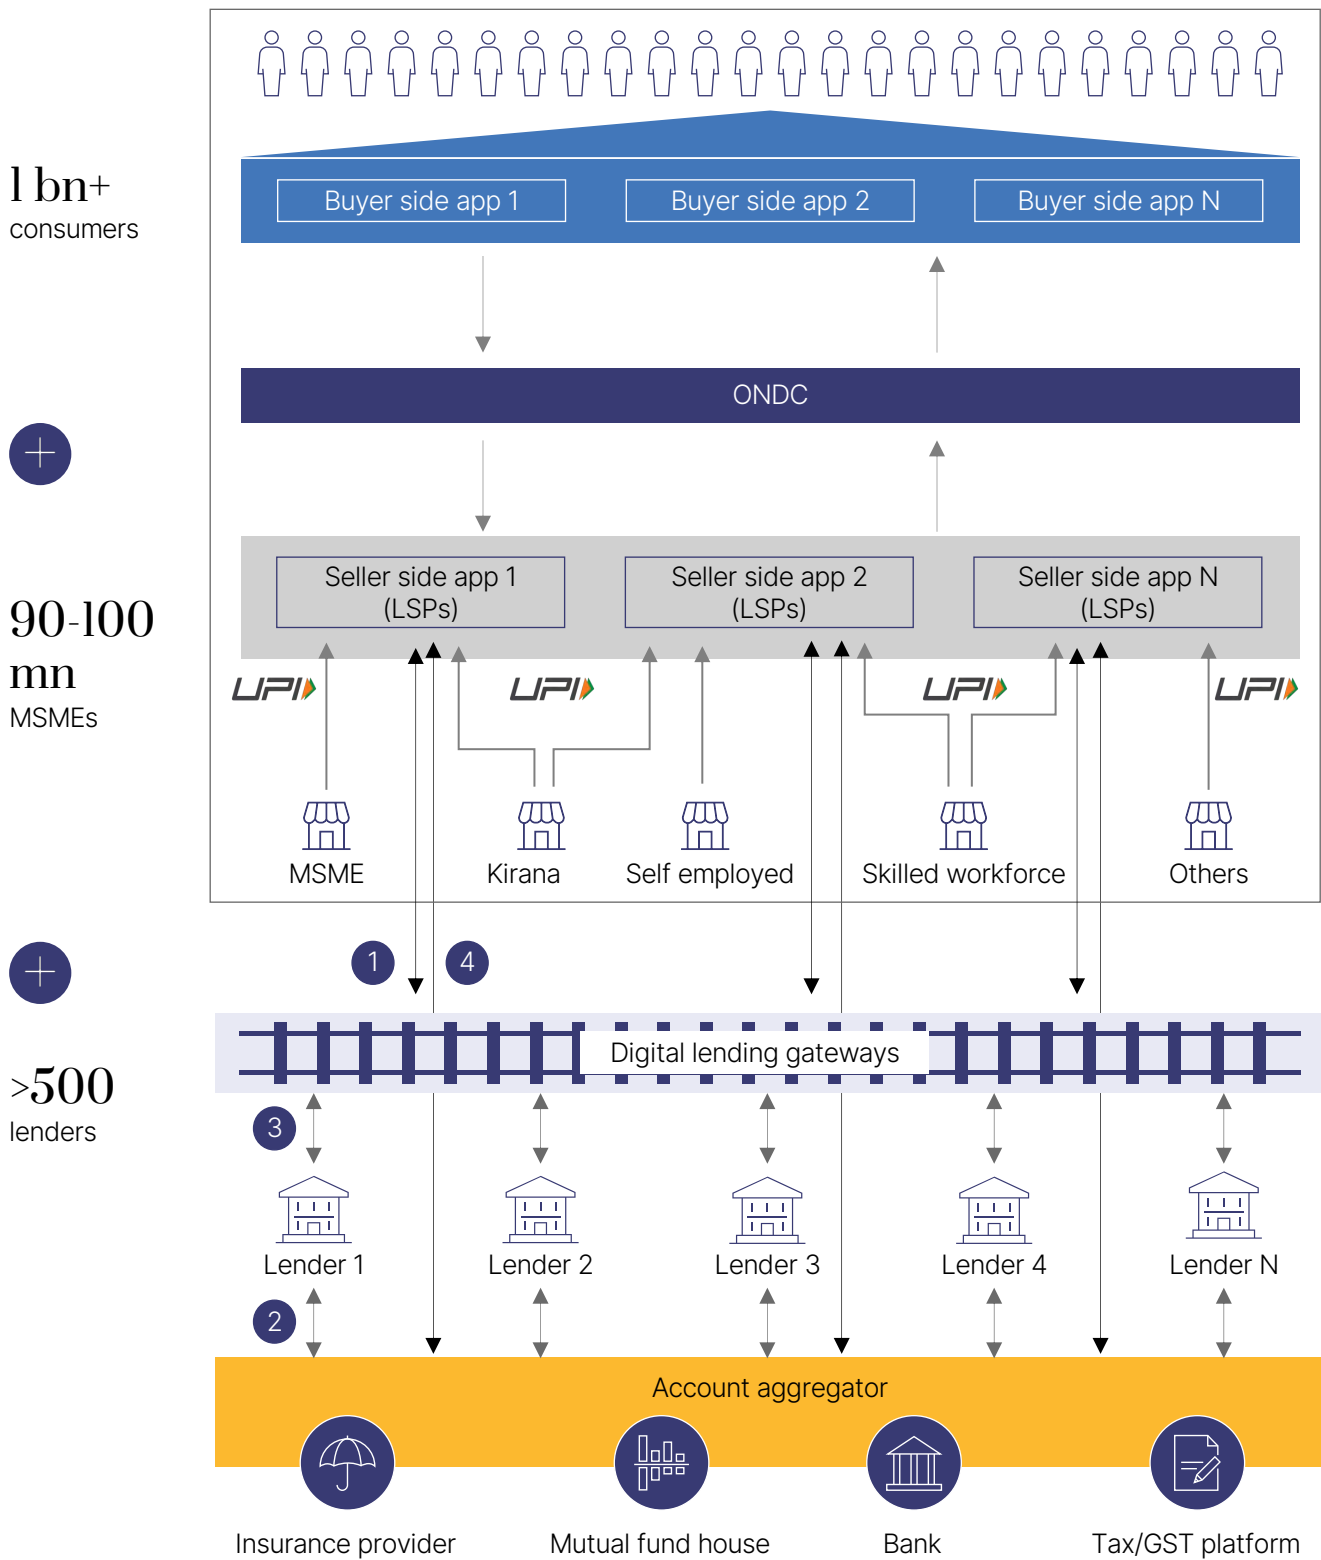 1 bn+
consumers
Buyer side app 1
Buyer side app 2
Buyer side app N
ONDC
90-100
mn
MSMEs
Seller side app 1
(LSPs)
Seller side app 2
(LSPs)
Seller side app N
(LSPs)
UPI
UPI
UPI
UPI
MSME
Kirana
Self employed
Skilled workforce
Others
1
4
>500
lenders
Digital lending gateways
3
Lender 1
Lender 2
Lender 3
Lender 4
Lender N
2
Account aggregator
Insurance provider
Mutual fund house
Bank
Tax/GST platform